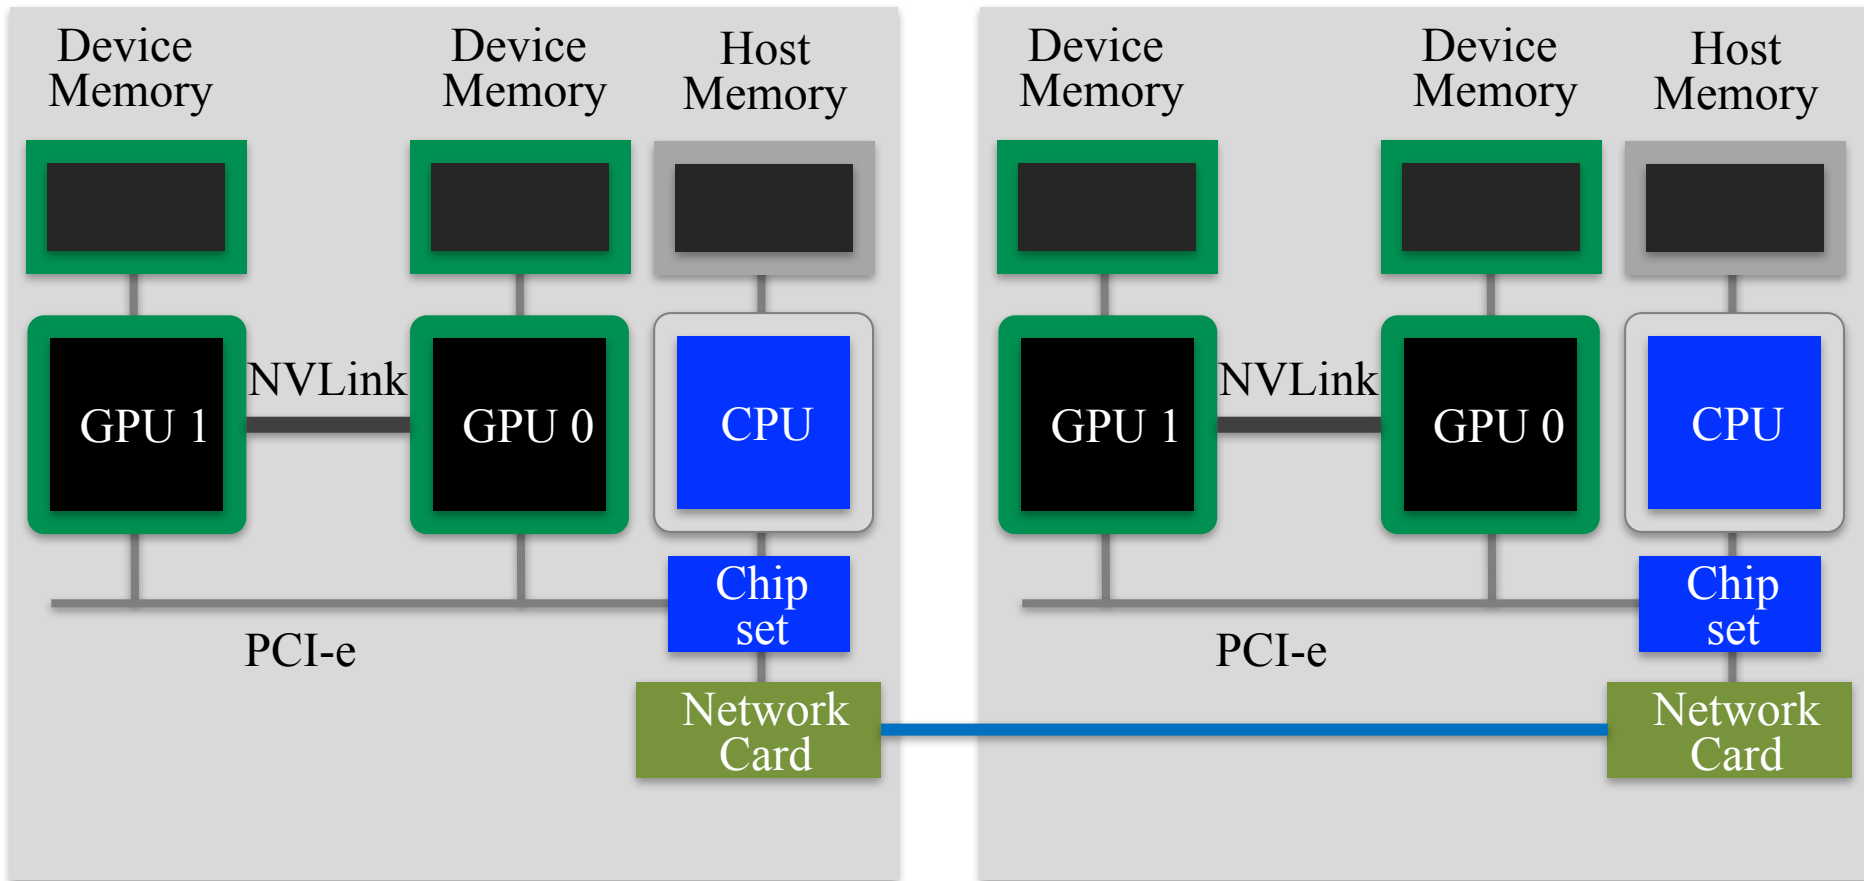 Device
Memory
Device
Memory
Host
Memory
NVLink
GPU 1
GPU 0
CPU
Chip
set
PCI-e
Network
Card
Device
Memory
Device
Memory
Host
Memory
NVLink
GPU 1
GPU 0
CPU
Chip
set
PCI-e
Network
Card